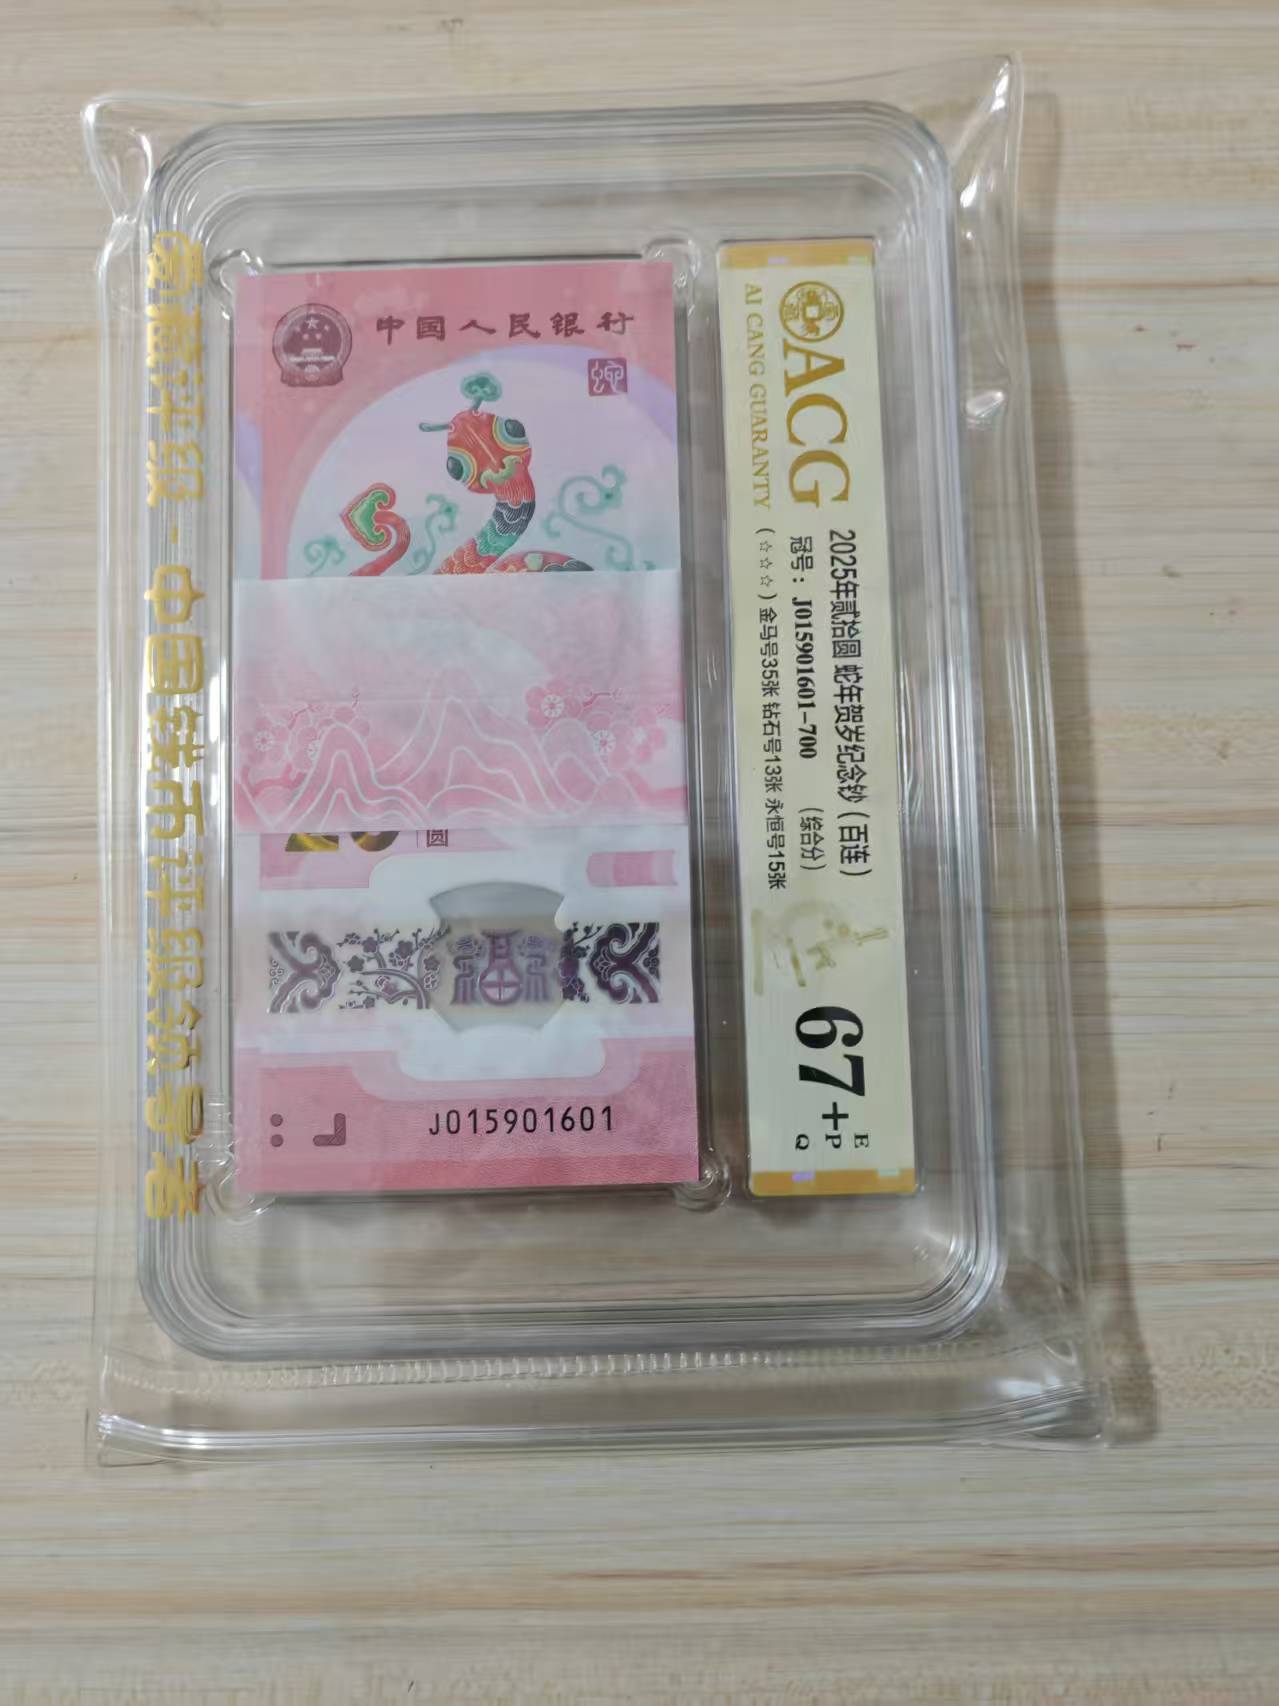 爱藏评级 - 中国钱币评级领导者
中国人民银行
蛇
20
圆
J015901601
ACG
AI CANG GUARANTY
2025年贰拾圆 蛇年贺岁纪念钞（百连）
冠号：J015901601-700 （综合分）
(☆☆☆) 金马号35张 钻石号13张 永恒号15张
67+
E
P
Q